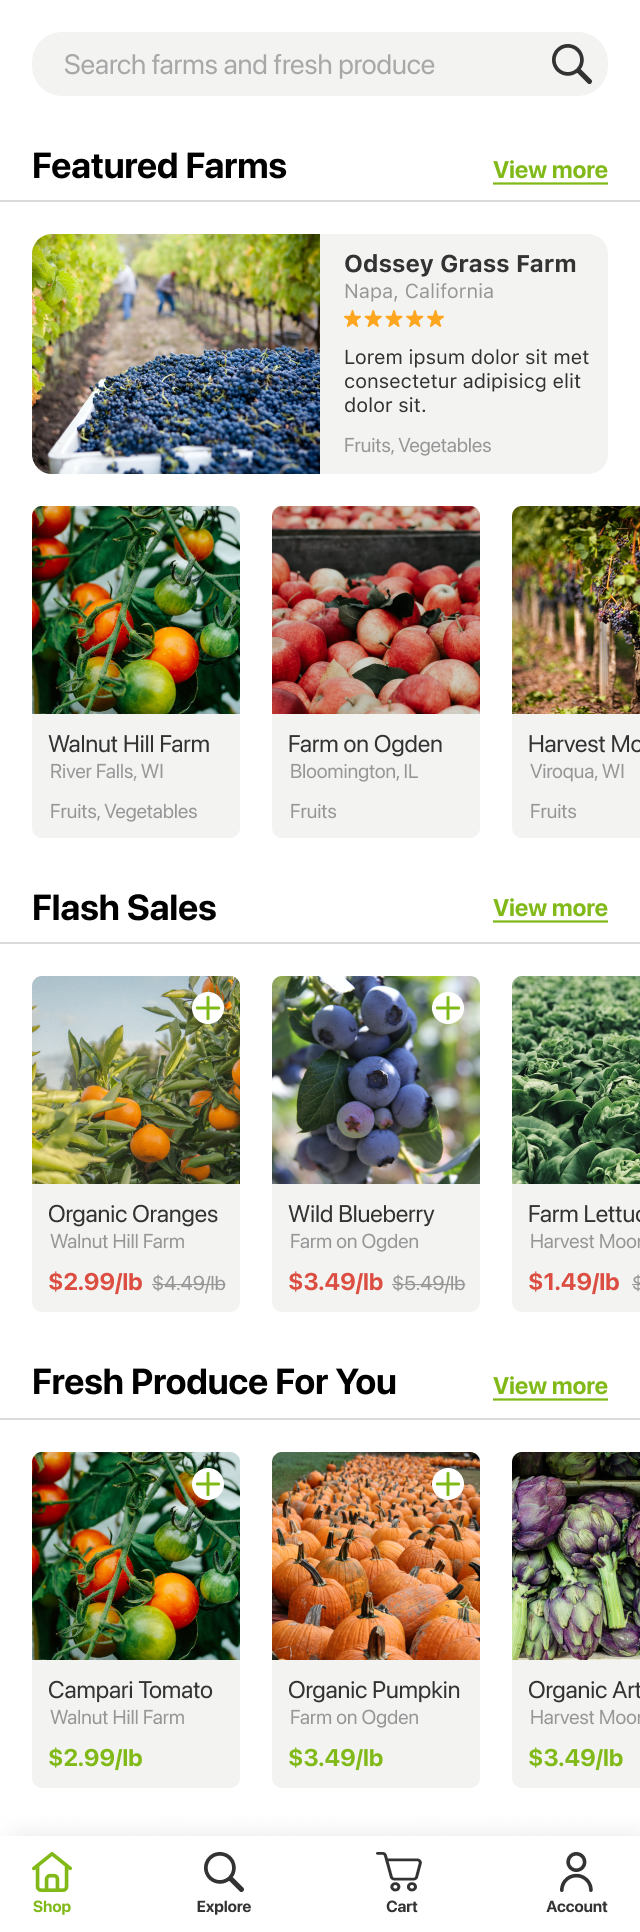 Search farms and fresh produce
Featured Farms
View more
Odssey Grass Farm
Napa, California
Lorem ipsum dolor sit met
consectetur adipisicg elit
dolor sit.
Fruits, Vegetables
Walnut Hill Farm
River Falls, WI
Fruits, Vegetables
Farm on Ogden
Bloomington, IL
Fruits
Harvest Mo
Viroqua, WI
Fruits
Flash Sales
View more
Organic Oranges
Walnut Hill Farm
$2.99/lb $4.49/lb
Wild Blueberry
Farm on Ogden
$3.49/lb $5.49/lb
Farm Lettuc
Harvest Moon
$1.49/lb $
Fresh Produce For You
View more
Campari Tomato
Walnut Hill Farm
$2.99/lb
Organic Pumpkin
Farm on Ogden
$3.49/lb
Organic Art
Harvest Moon
$3.49/lb
Shop
Explore
Cart
Account